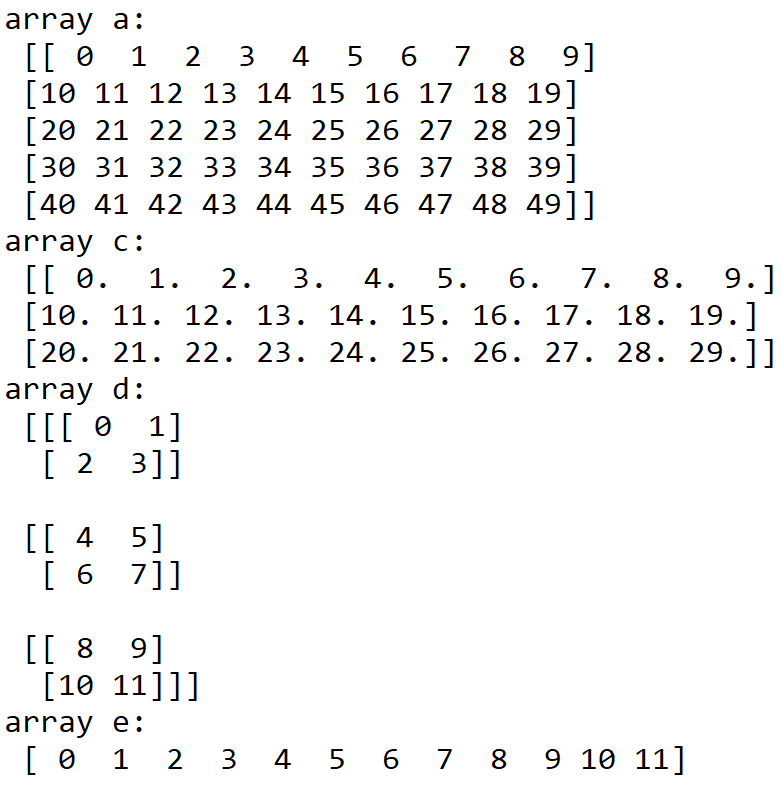 array a:
 [[ 0  1  2  3  4  5  6  7  8  9]
 [10 11 12 13 14 15 16 17 18 19]
 [20 21 22 23 24 25 26 27 28 29]
 [30 31 32 33 34 35 36 37 38 39]
 [40 41 42 43 44 45 46 47 48 49]]
array c:
 [[ 0.  1.  2.  3.  4.  5.  6.  7.  8.  9.]
 [10. 11. 12. 13. 14. 15. 16. 17. 18. 19.]
 [20. 21. 22. 23. 24. 25. 26. 27. 28. 29.]]
array d:
 [[[ 0  1]
  [ 2  3]]

 [[ 4  5]
  [ 6  7]]

 [[ 8  9]
  [10 11]]]
array e:
 [ 0  1  2  3  4  5  6  7  8  9 10 11]